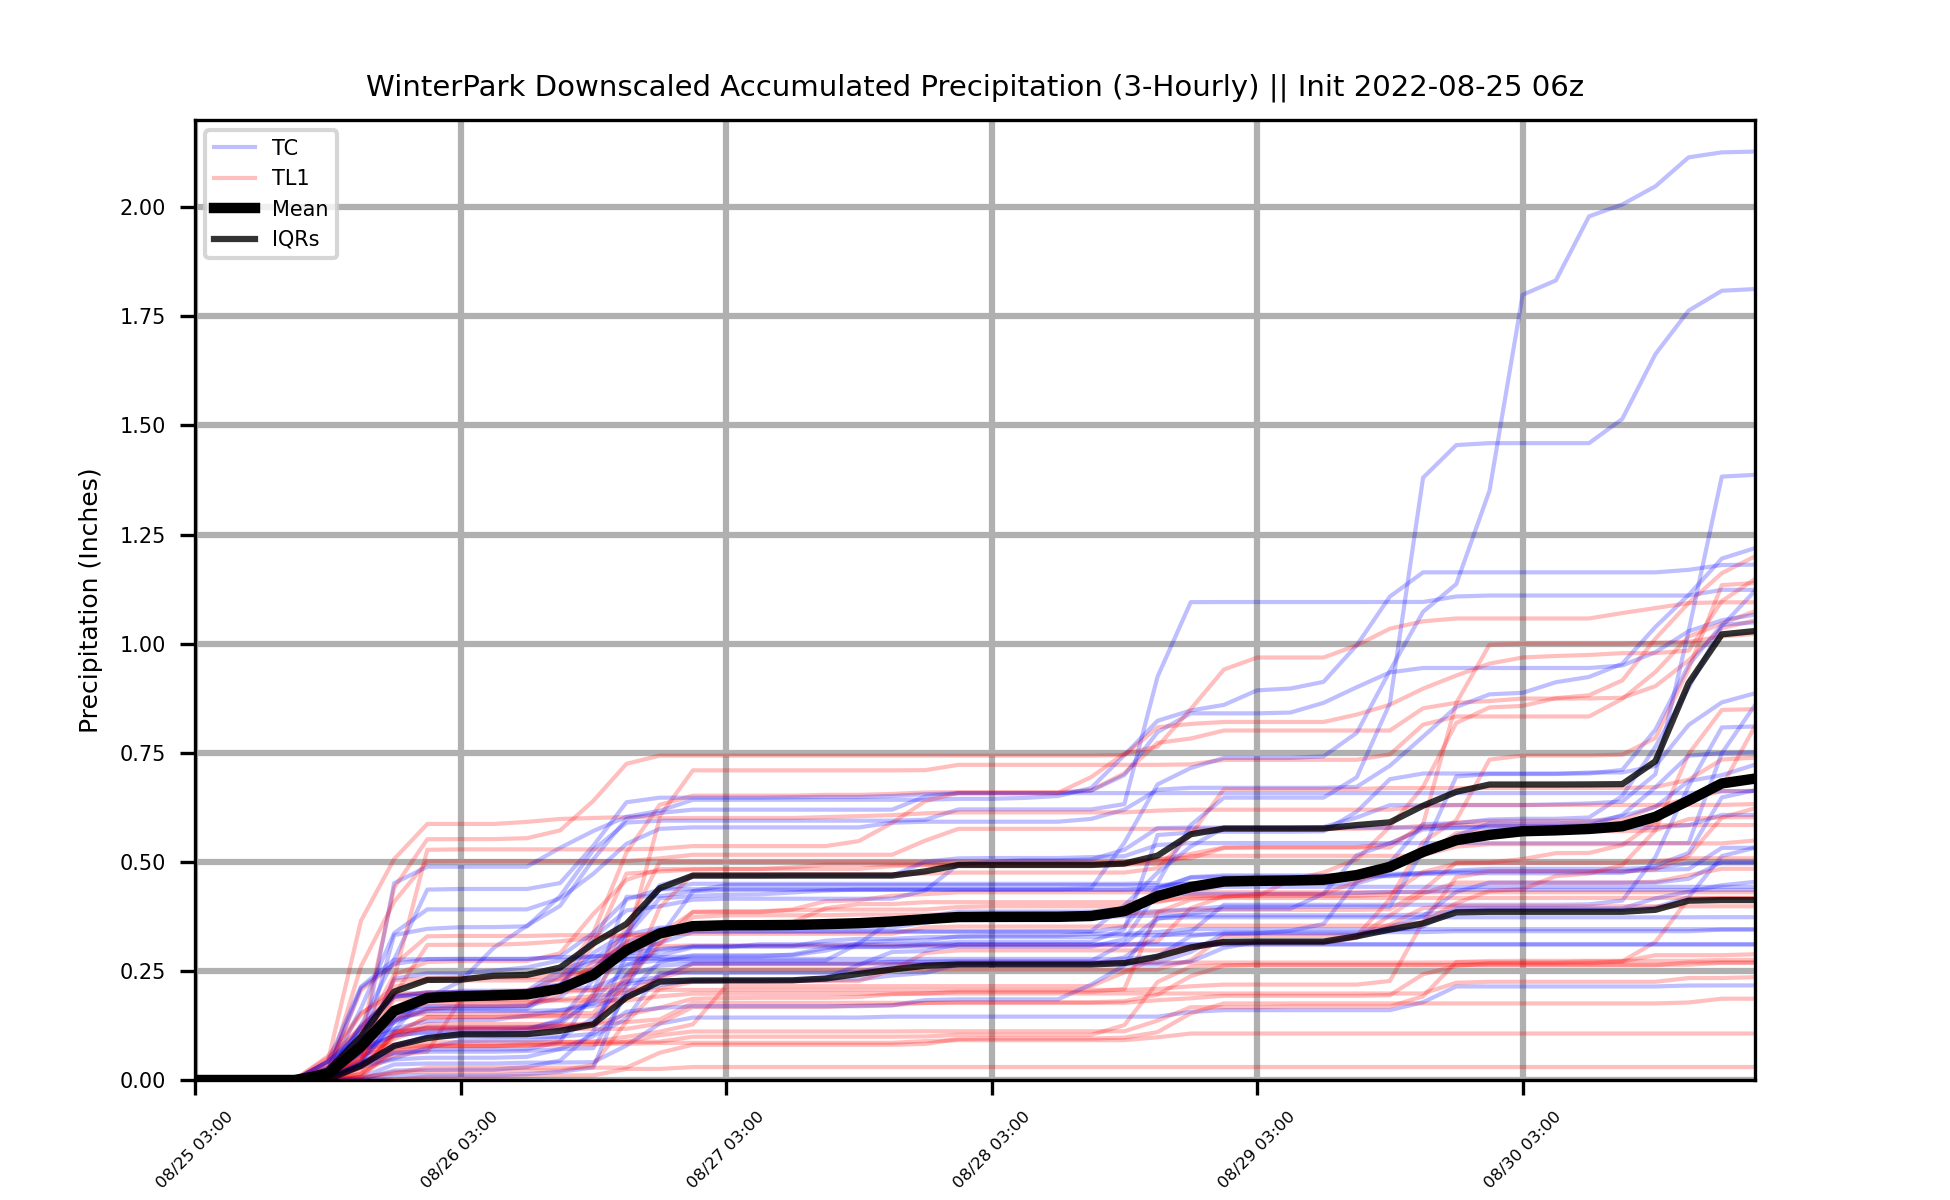 WinterPark Downscaled Accumulated Precipitation (3-Hourly) || Init 2022-08-25 06z
TC
TL1
Mean
IQRs
Precipitation (Inches)
2.00
1.75
1.50
1.25
1.00
0.75
0.50
0.25
0.00
08/25 03:00
08/26 03:00
08/27 03:00
08/28 03:00
08/29 03:00
08/30 03:00